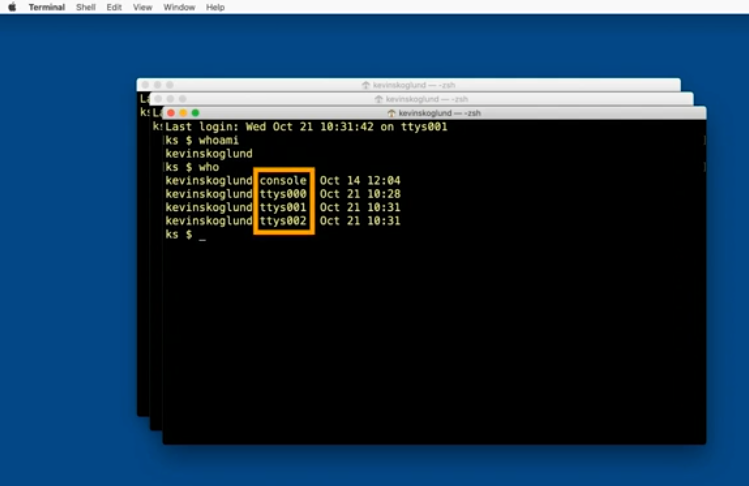 Terminal Shell Edit View Window Help
kevinskoglund — -zsh
kevinskoglund — -zsh
kevinskoglund — -zsh
Last login: Wed Oct 21 10:31:42 on ttys001
ks $ whoami
kevinskoglund
ks $ who
kevinskoglund console Oct 14 12:04
kevinskoglund ttys000 Oct 21 10:28
kevinskoglund ttys001 Oct 21 10:31
kevinskoglund ttys002 Oct 21 10:31
ks $ _